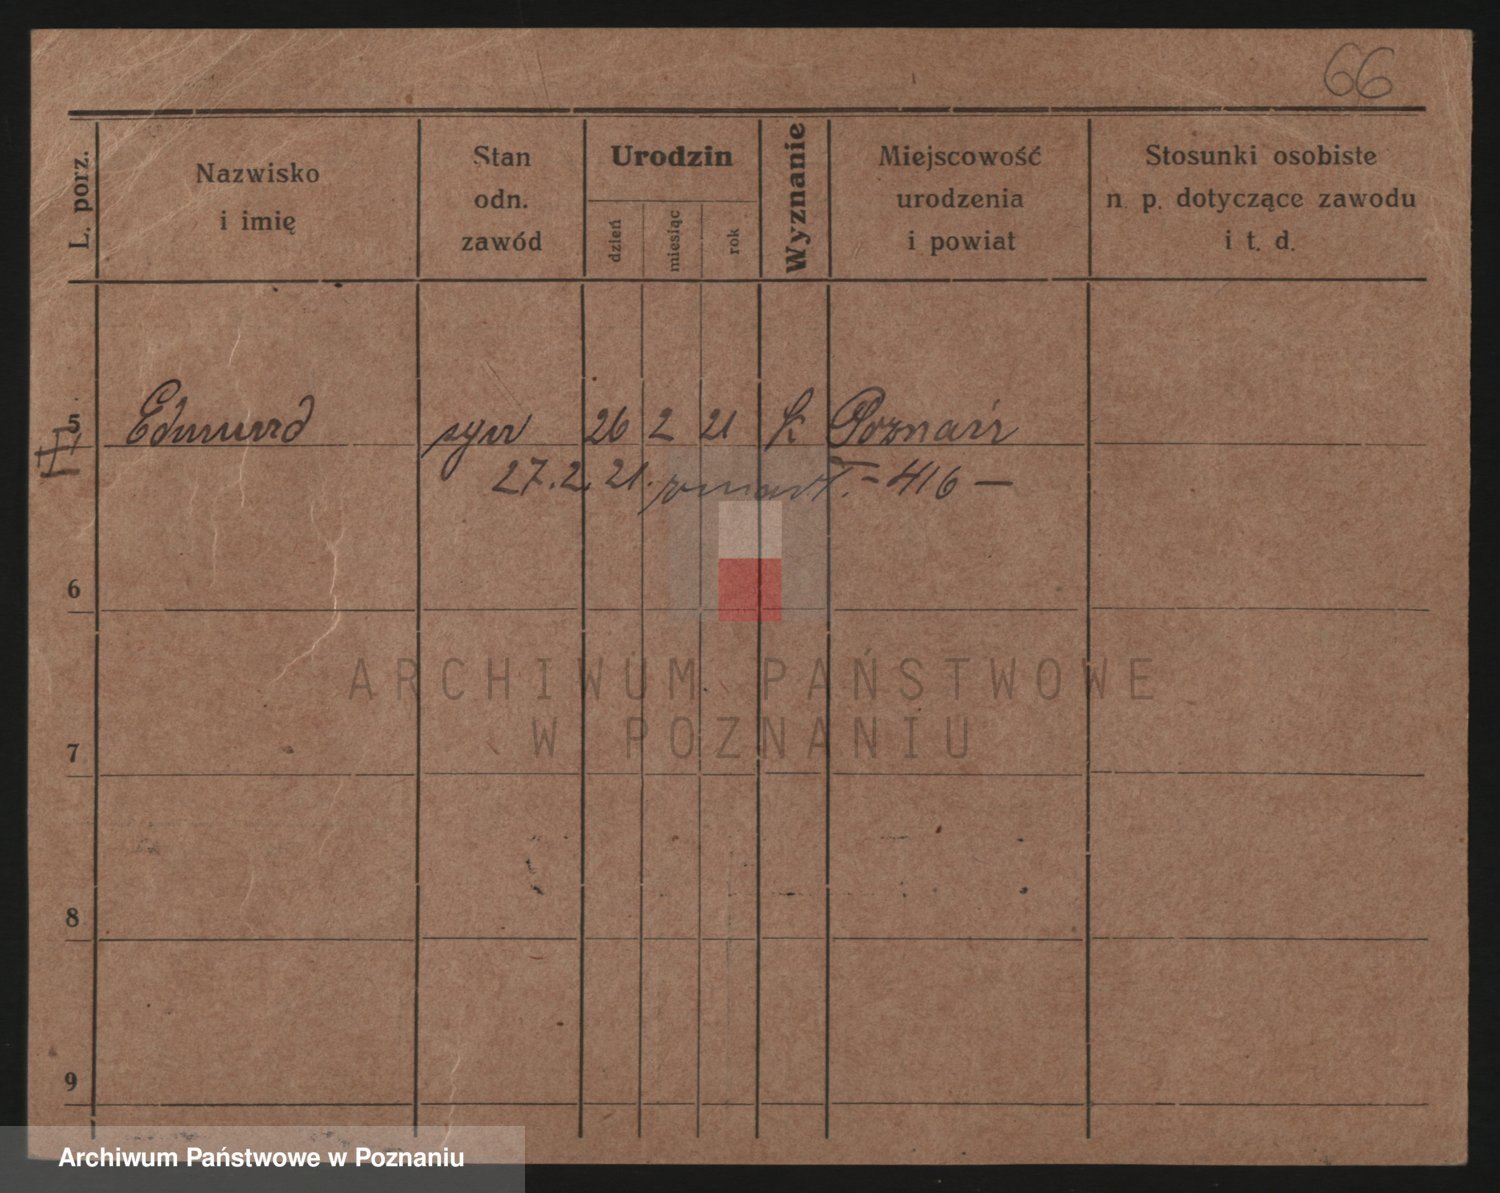 66
L. porz.
Nazwisko
i imię
Stan
odn.
zawód
Urodzin
dzień
miesiąc
rok
Wyznanie
Miejscowość
urodzenia
i powiat
Stosunki osobiste
n. p. dotyczące zawodu
i t. d.
5 Edmund syn 26 2 21 K Poznań
27.2.21. zmarł. - 416 —
6
ARCHIWUM PAŃSTWOWE
W POZNANIU
7
8
9
Archiwum Państwowe w Poznaniu